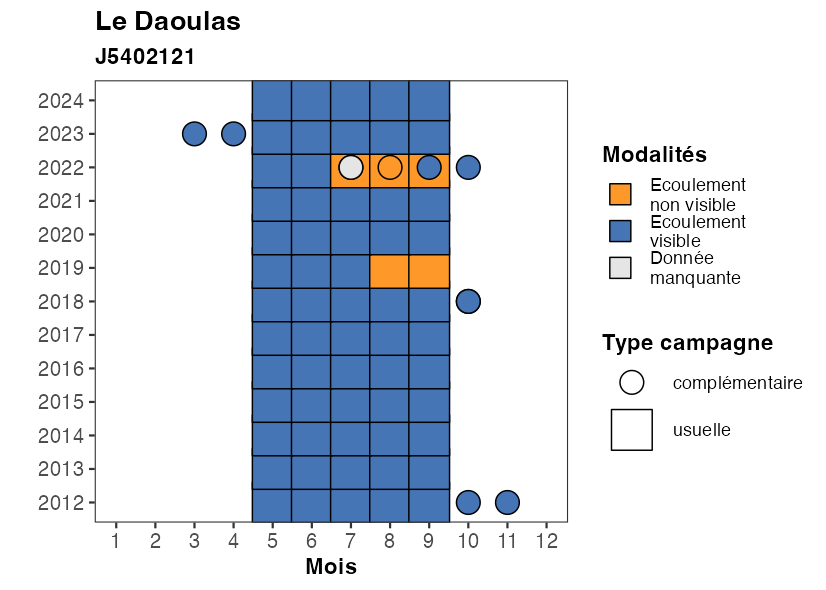 Le Daoulas
J5402121
2024
2023
2022
2021
2020
2019
2018
2017
2016
2015
2014
2013
2012
1 2 3 4 5 6 7 8 9 10 11 12
Mois
Modalités
Ecoulement
non visible
Ecoulement
visible
Donnée
manquante
Type campagne
complémentaire
usuelle